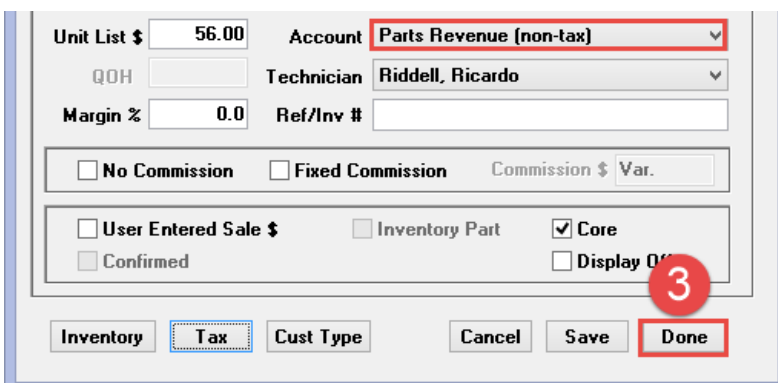 Unit List $ 56.00 Account Parts Revenue (non-tax)
QOH Technician Riddell, Ricardo
Margin % 0.0 Ref/Inv #
No Commission Fixed Commission Commission $ Var.
User Entered Sale $ Inventory Part Core
Confirmed Display
3
Inventory Tax Cust Type Cancel Save Done